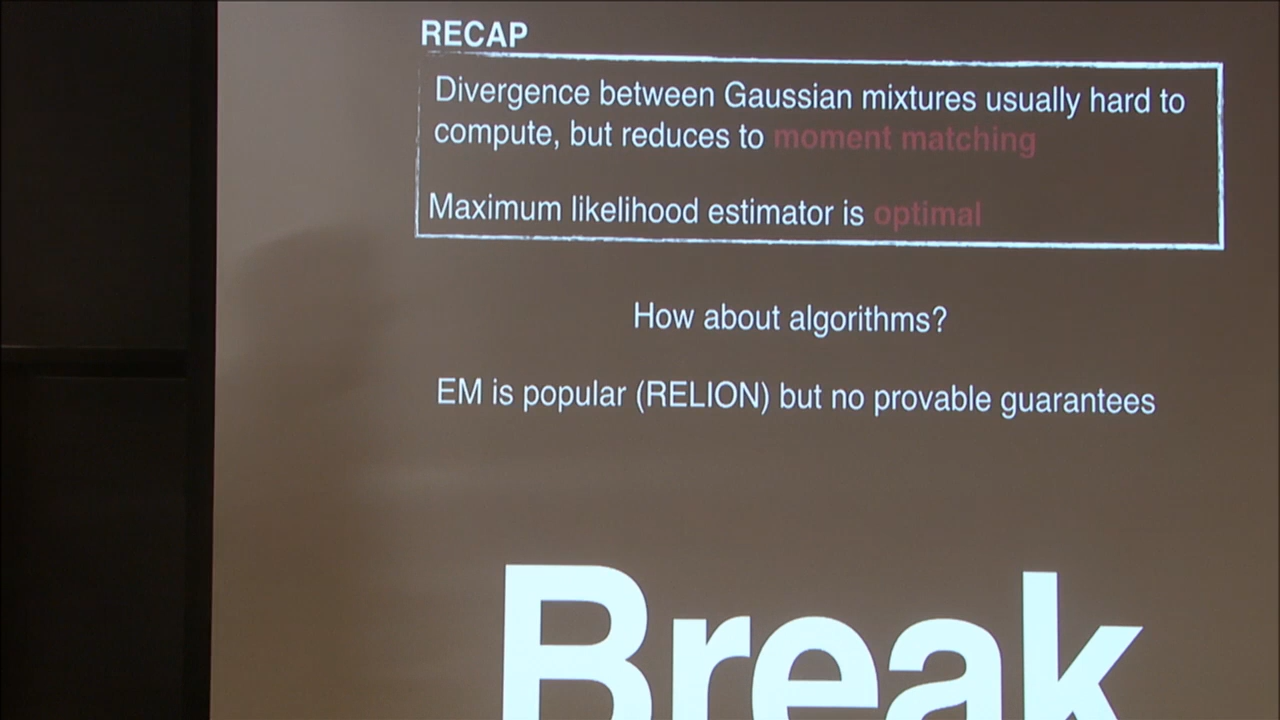 RECAP
Divergence between Gaussian mixtures usually hard to
compute, but reduces to moment matching
Maximum likelihood estimator is optimal
How about algorithms?
EM is popular (RELION) but no provable guarantees
Break